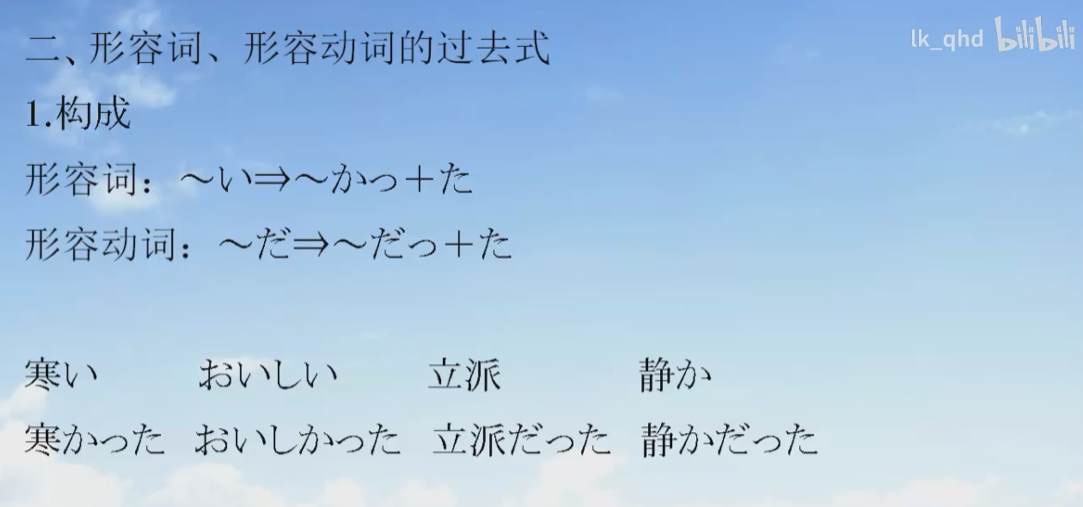 二、形容词、形容动词的过去式
lk_qhd bilibili
1.构成
形容词：～い⇒～かっ＋た
形容动词：～だ⇒～だっ＋た
寒い おいしい 立派 静か
寒かった おいしかった 立派だった 静かだった